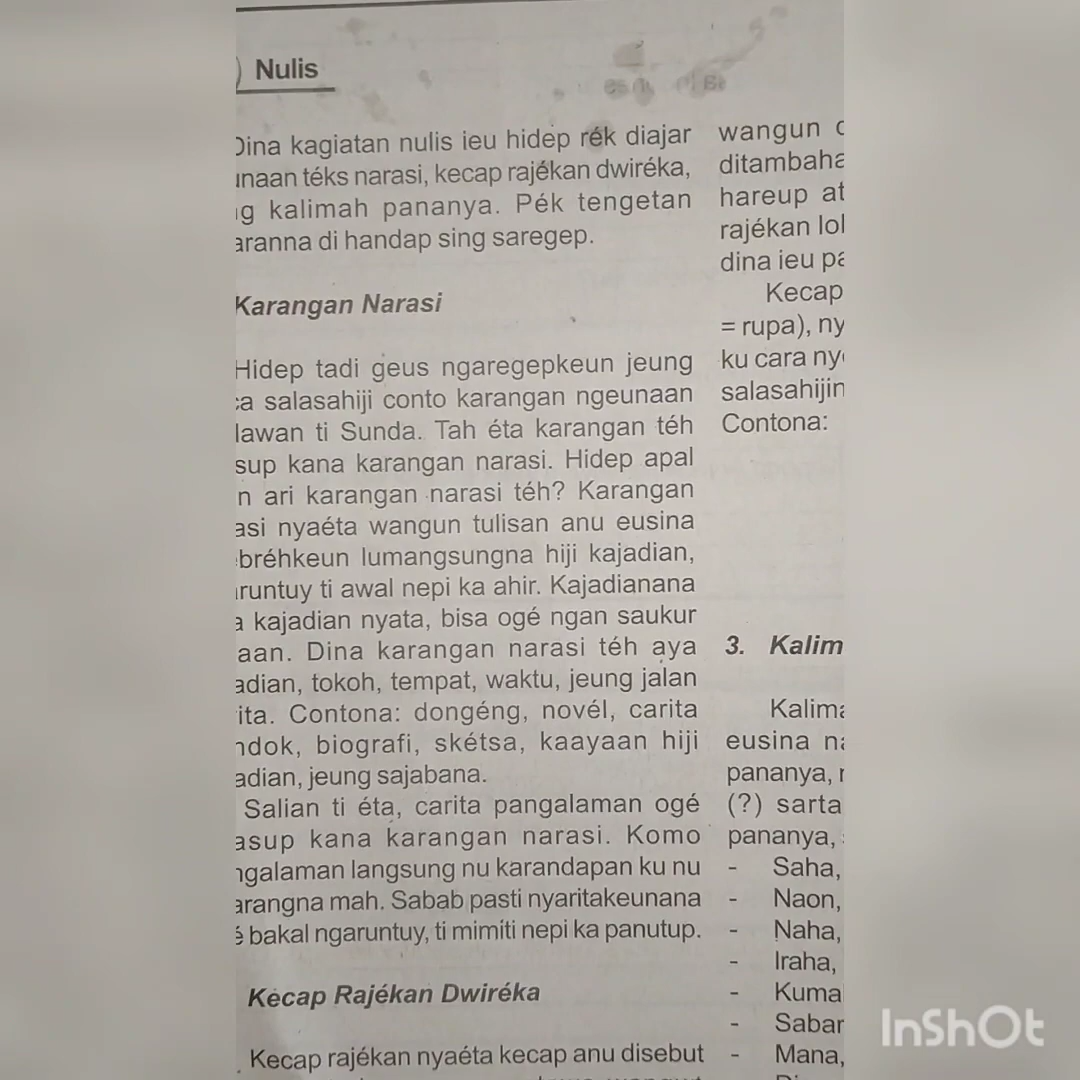 Nulis
Dina kagiatan nulis ieu hidep rék diajar
unaan téks narasi, kecap rajékan dwiréka,
g kalimah pananya. Pék tengetan
aranna di handap sing saregep.
Karangan Narasi
Hidep tadi geus ngaregepkeun jeung
ca salasahiji conto karangan ngeunaan
lawan ti Sunda. Tah éta karangan téh
sup kana karangan narasi. Hidep apal
n ari karangan narasi téh? Karangan
asi nyaéta wangun tulisan anu eusina
bréhkeun lumangsungna hiji kajadian,
runtuy ti awal nepi ka ahir. Kajadianana
a kajadian nyata, bisa ogé ngan saukur
aan. Dina karangan narasi téh aya
adian, tokoh, tempat, waktu, jeung jalan
ita. Contona: dongéng, novél, carita
ndok, biografi, skétsa, kaayaan hiji
adian, jeung sajabana.
Salian ti éta, carita pangalaman ogé
asup kana karangan narasi. Komo
ngalaman langsung nu karandapan ku nu
arangna mah. Sabab pasti nyaritakeunana
é bakal ngaruntuy, ti mimiti nepi ka panutup.
Kecap Rajékan Dwiréka
Kecap rajékan nyaéta kecap anu disebut
wangun
ditambaha
hareup at
rajékan lol
dina ieu pa
Kecap
= rupa), ny
ku cara ny
salasahijin
Contona:
3. Kalim
Kalima
eusina na
pananya,
(?) sarta
pananya,
- Saha,
- Naon,
- Naha,
- Iraha,
- Kuma
- Sabar
- Mana,
InShOt